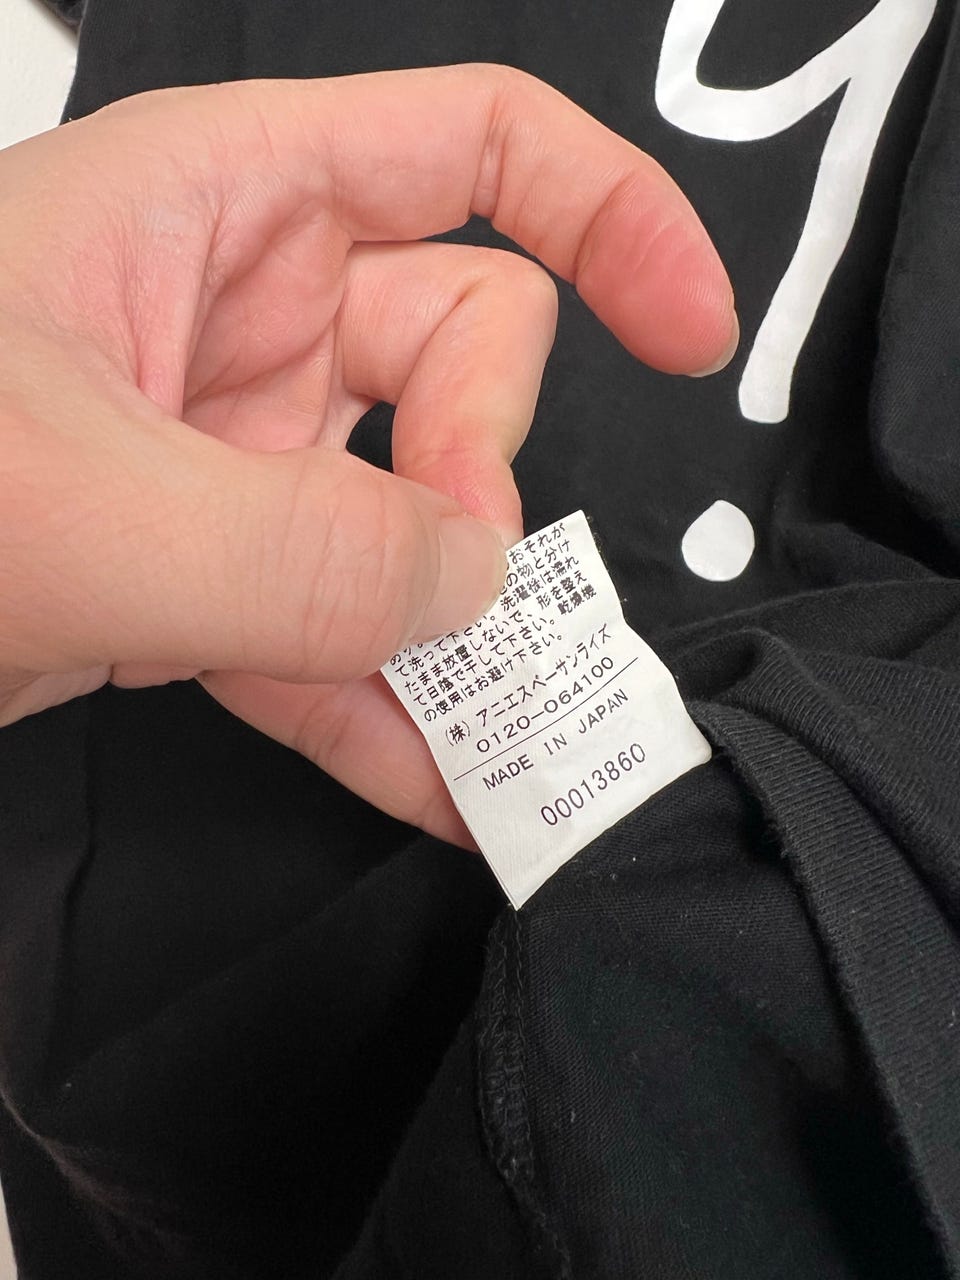 おそれが
の物と分け
て洗って下さい。洗濯後は濡れ
たまま放置しないで、形を整え
て日陰で干して下さい。乾燥機
の使用はお避け下さい。
(株)アニエスベーサンライズ
0120-064100
MADE IN JAPAN
00013860